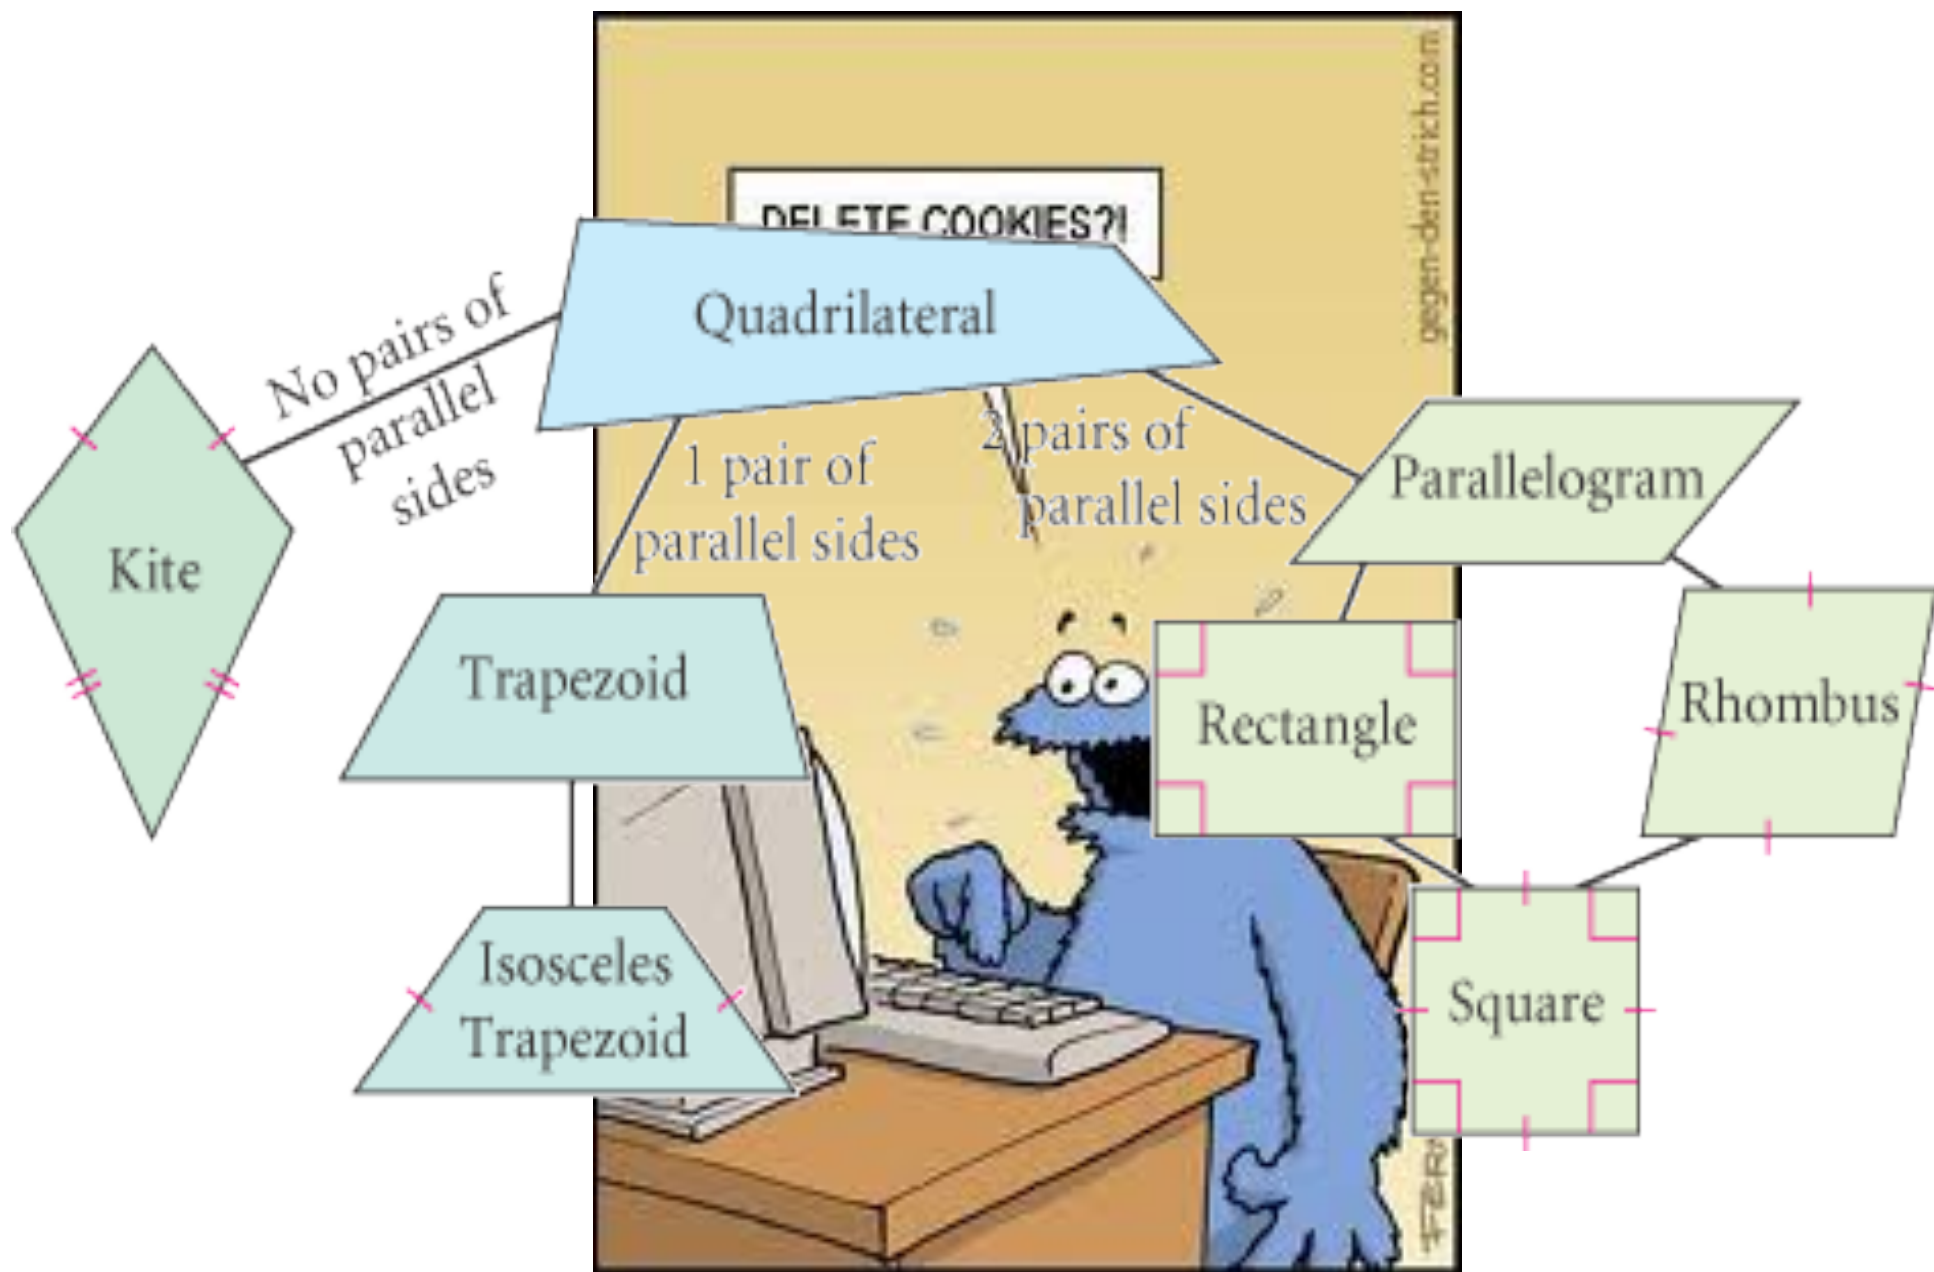 gegen-den-strich.com
DELETE COOKIES?!
Quadrilateral
No pairs of
parallel
sides
1 pair of
parallel sides
2 pairs of
parallel sides
Parallelogram
Kite
Trapezoid
Rectangle
Rhombus
Isosceles
Trapezoid
Square